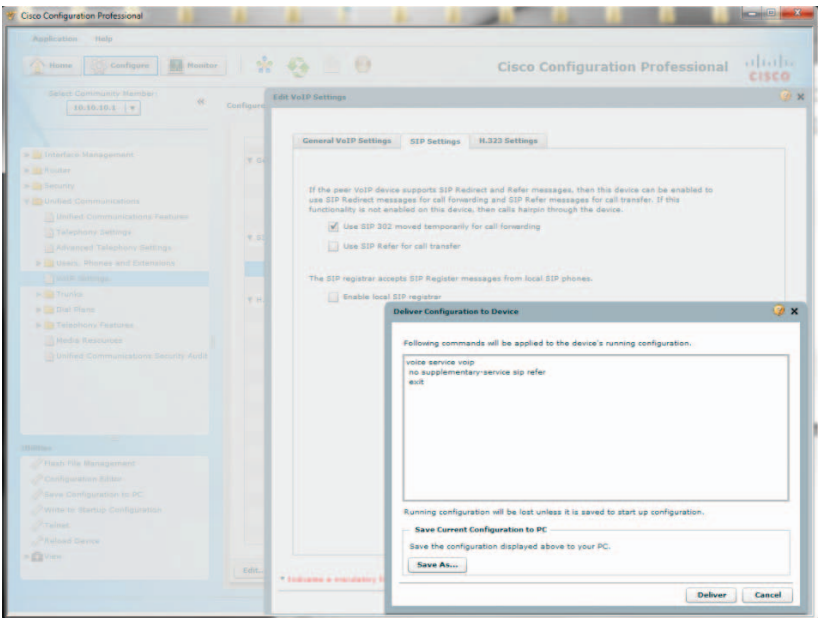 Cisco Configuration Professional
Application Help
Home Configure Monitor
Cisco Configuration Professional
CISCO
Select Community Member:
10.10.10.1
Interface Management
Router
Security
Unified Communications
Unified Communications Features
Telephony Settings
Advanced Telephony Settings
Users, Phones and Extensions
VoIP Settings
Trunks
Dial Plans
Telephony Features
Media Resources
Unified Communications Security Audit
Utilities
Flash File Management
Configuration Editor
Save Configuration to PC
Write to Startup Configuration
Telnet
Reload Device
View
Configure
Edit...
Edit VoIP Settings
General VoIP Settings SIP Settings H.323 Settings
If the peer VoIP device supports SIP Redirect and Refer messages, then this device can be enabled to
use SIP Redirect messages for call forwarding and SIP Refer messages for call transfer. If this
functionality is not enabled on this device, then calls hairpin through the device.
Use SIP 302 moved temporarily for call forwarding
Use SIP Refer for call transfer
The SIP registrar accepts SIP Register messages from local SIP phones.
Enable local SIP registrar
* Indicates a mandatory
Deliver Configuration to Device
Following commands will be applied to the device's running configuration.
voice service voip
no supplementary-service sip refer
exit
Running configuration will be lost unless it is saved to start up configuration.
Save Current Configuration to PC
Save the configuration displayed above to your PC.
Save As...
Deliver Cancel